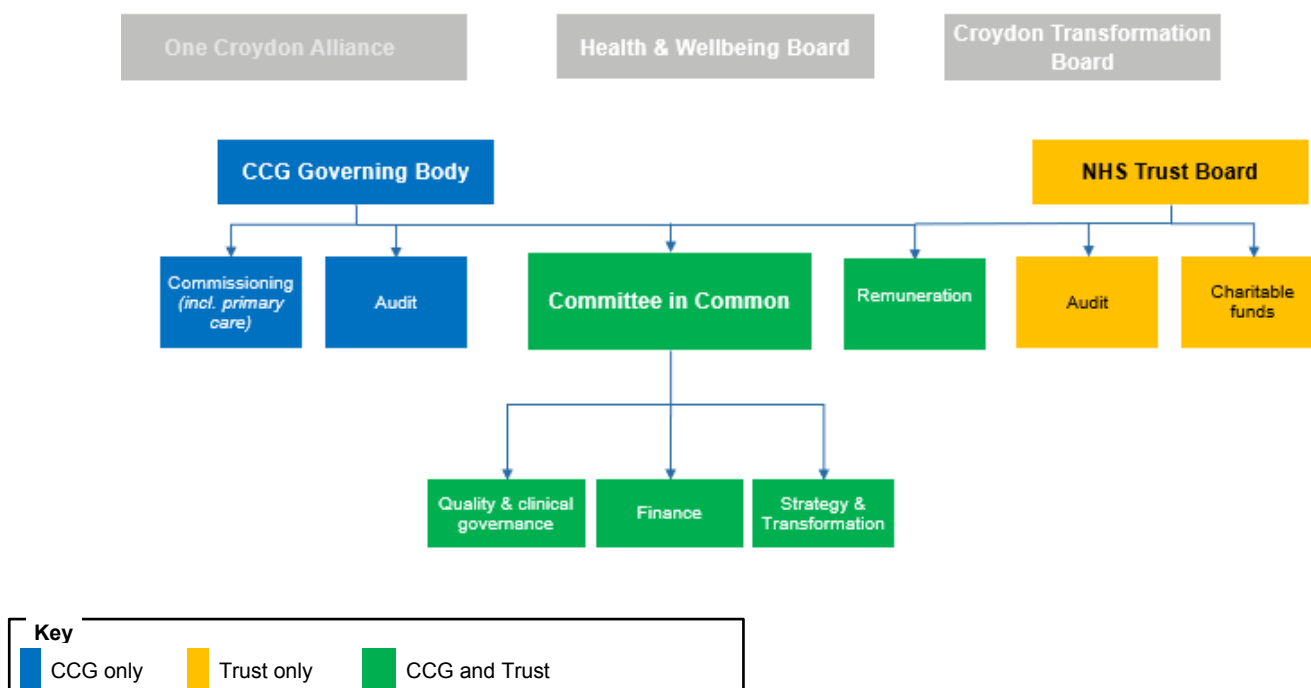 One Croydon Alliance
Health & Wellbeing Board
Croydon Transformation
Board
CCG Governing Body
NHS Trust Board
Commissioning
(incl. primary
care)
Audit
Committee in Common
Remuneration
Audit
Charitable
funds
Quality & clinical
governance
Finance
Strategy &
Transformation
Key
CCG only
Trust only
CCG and Trust